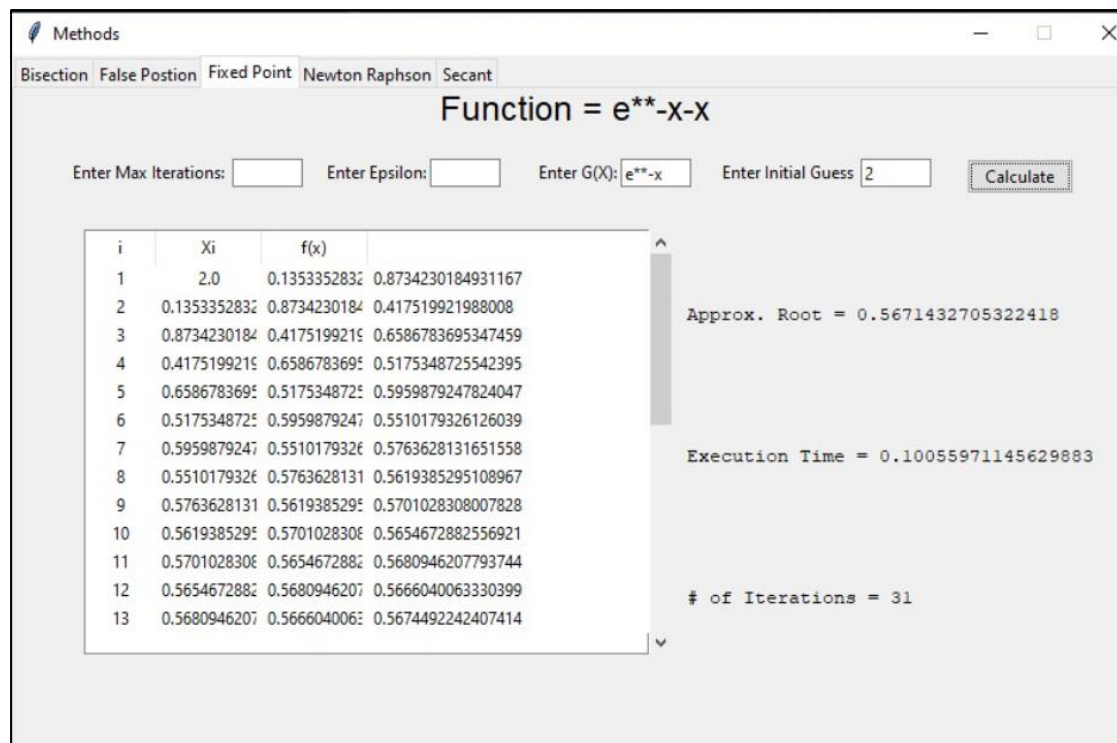 Methods
Bisection False Postion Fixed Point Newton Raphson Secant
Function = e**-x-x
Enter Max Iterations: Enter Epsilon: Enter G(X): e**-x Enter Initial Guess 2 Calculate
i Xi f(x)
1 2.0 0.1353352832 0.8734230184931167
2 0.1353352832 0.8734230184 0.417519921988008
3 0.8734230184 0.4175199219 0.6586783695347459
4 0.4175199219 0.6586783695 0.5175348725542395
5 0.6586783695 0.5175348725 0.5959879247824047
6 0.5175348725 0.5959879247 0.5510179326126039
7 0.5959879247 0.5510179326 0.5763628131651558
8 0.5510179326 0.5763628131 0.5619385295108967
9 0.5763628131 0.5619385295 0.5701028308007828
10 0.5619385295 0.5701028308 0.5654672882556921
11 0.5701028308 0.5654672882 0.5680946207793744
12 0.5654672882 0.5680946207 0.5666040063330399
13 0.5680946207 0.5666040063 0.5674492242407414
Approx. Root = 0.5671432705322418
Execution Time = 0.10055971145629883
# of Iterations = 31